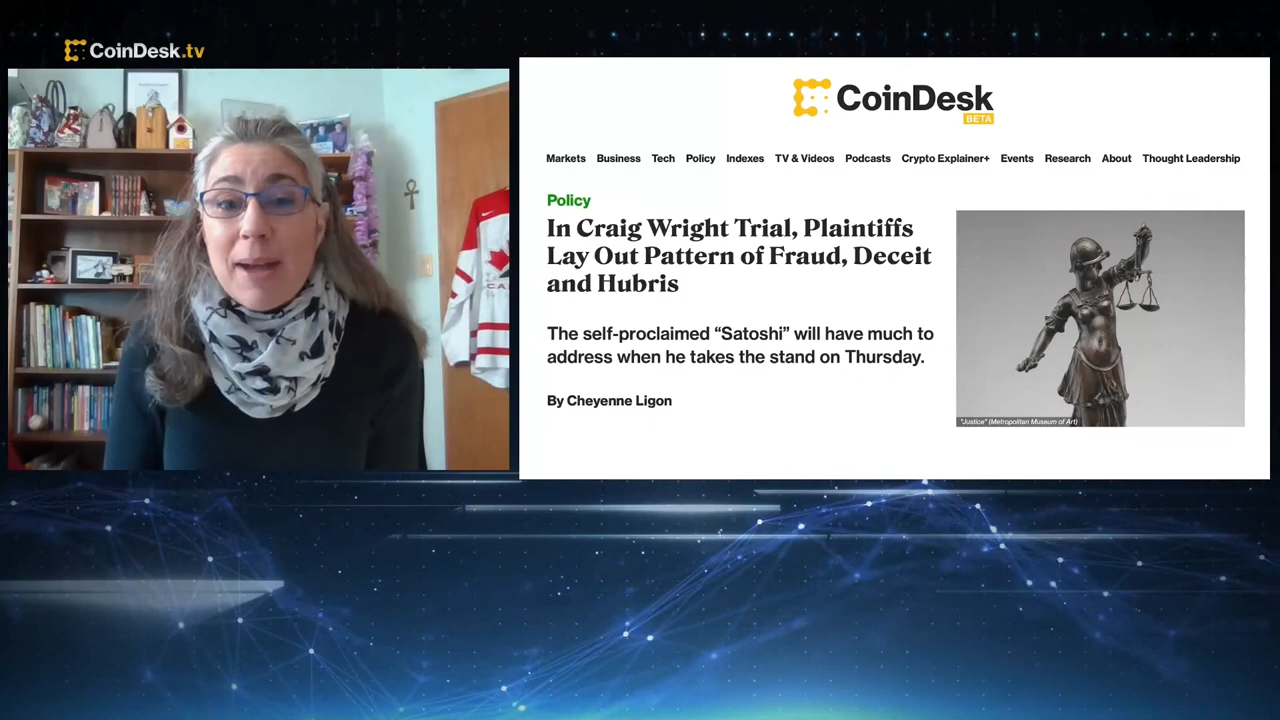 CoinDesk.tv
CoinDesk
BETA
Markets Business Tech Policy Indexes TV & Videos Podcasts Crypto Explainer+ Events Research About Thought Leadership
Policy
In Craig Wright Trial, Plaintiffs
Lay Out Pattern of Fraud, Deceit
and Hubris
The self-proclaimed “Satoshi” will have much to
address when he takes the stand on Thursday.
By Cheyenne Ligon
"Justice" (Metropolitan Museum of Art)